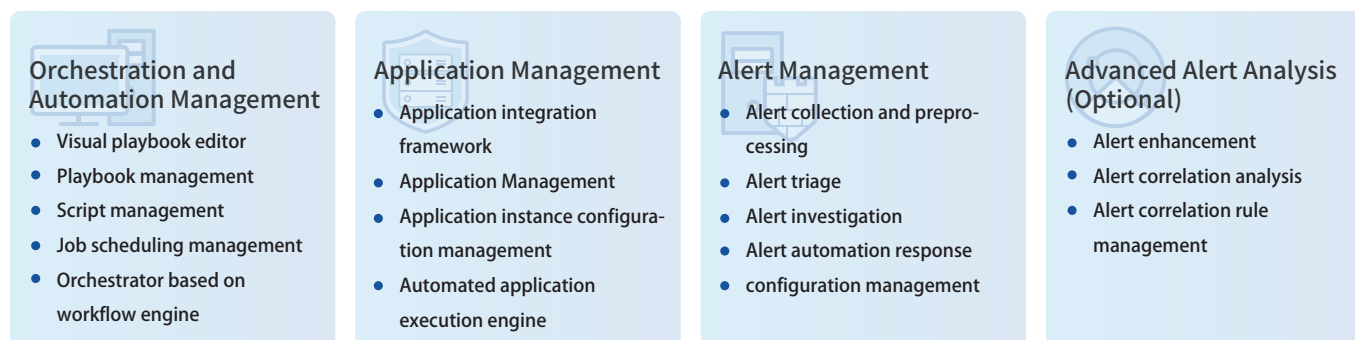 Orchestration and
Automation Management
Visual playbook editor
Playbook management
Script management
Job scheduling management
Orchestrator based on
workflow engine
Application Management
Application integration
framework
Application Management
Application instance configura-
tion management
Automated application
execution engine
Alert Management
Alert collection and prepro-
cessing
Alert triage
Alert investigation
Alert automation response
configuration management
Advanced Alert Analysis
(Optional)
Alert enhancement
Alert correlation analysis
Alert correlation rule
management